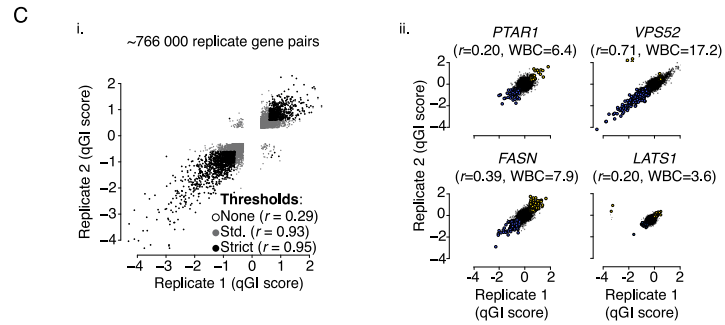 C
i.
~766 000 replicate gene pairs
Replicate 2 (qGI score)
2
1
0
−1
−2
−3
−4
Thresholds:
None (r = 0.29)
Std. (r = 0.93)
Strict (r = 0.95)
−4 −3 −2 −1 0 1 2
Replicate 1 (qGI score)
ii.
PTAR1
(r=0.20, WBC=6.4)
VPS52
(r=0.71, WBC=17.2)
2
0
−2
−4
FASN
(r=0.39, WBC=7.9)
LATS1
(r=0.20, WBC=3.6)
Replicate 2 (qGI score)
2
0
−2
−4 −2 0 2
−4 −2 0 2
Replicate 1
(qGI score)
Replicate 1
(qGI score)